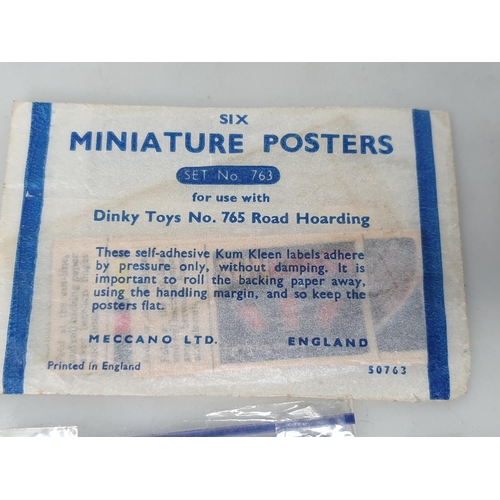 SIX
MINIATURE POSTERS
SET No. 763
for use with
Dinky Toys No. 765 Road Hoarding
These self-adhesive Kum Kleen labels adhere
by pressure only, without damping. It is
important to roll the backing paper away,
using the handling margin, and so keep the
posters flat.
MECCANO LTD. ENGLAND
Printed in England 50763